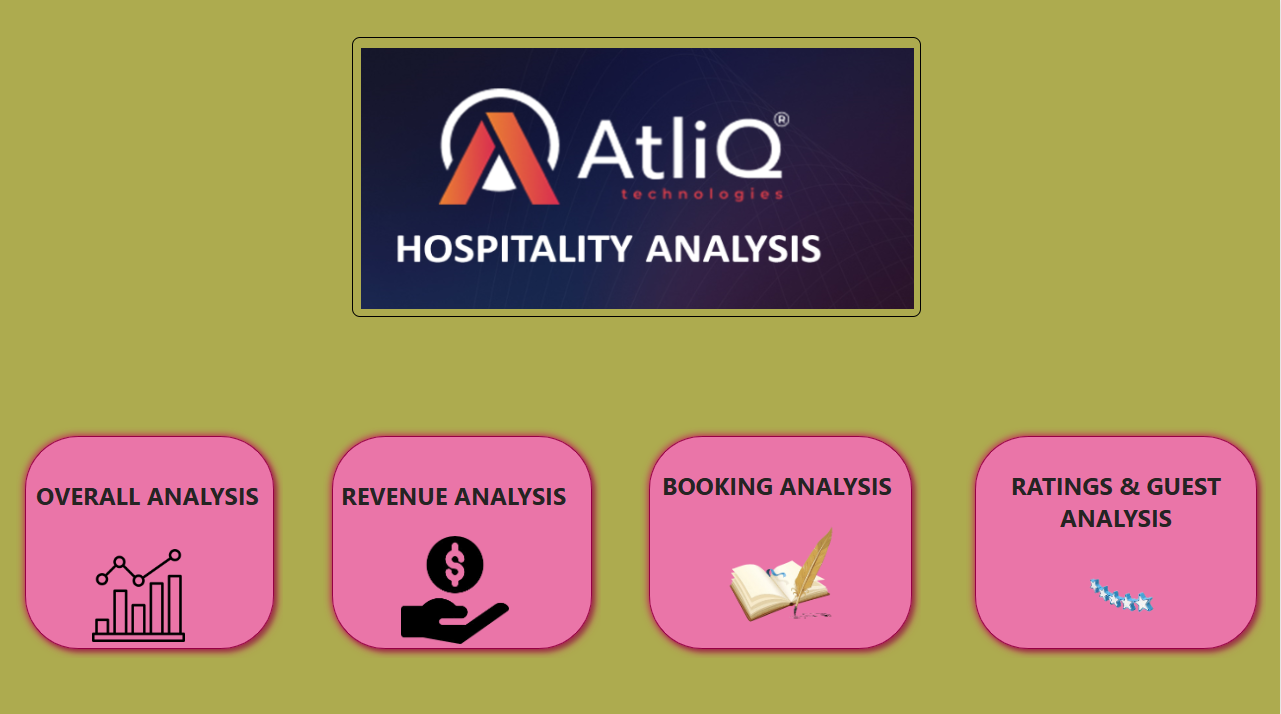 AtliQ®
technologies
HOSPITALITY ANALYSIS
OVERALL ANALYSIS
REVENUE ANALYSIS
BOOKING ANALYSIS
RATINGS & GUEST
ANALYSIS